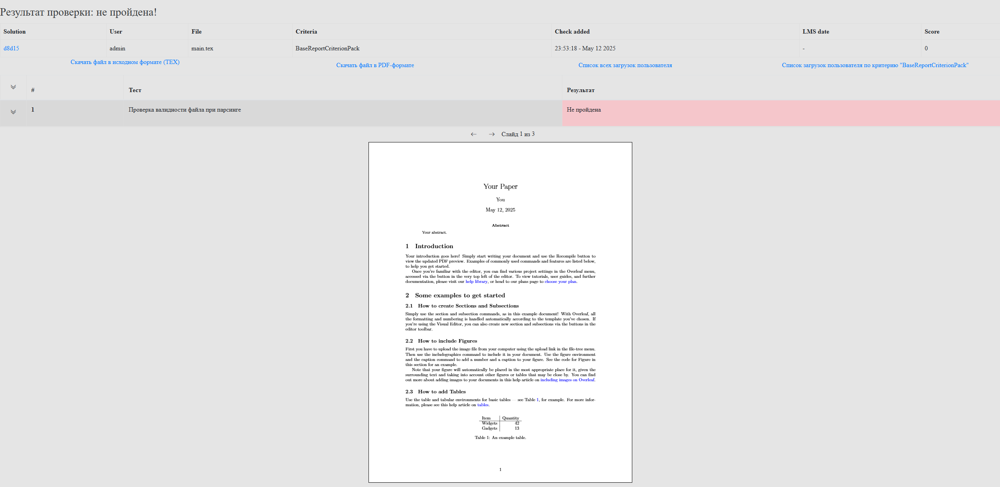 Результат проверки: не пройдена!
Solution User File Criteria Check added LMS date Score
d8d15 admin main.tex BaseReportCriterionPack 23:53:18 - May 12 2025 - 0
Скачать файл в исходном формате (TEX) Скачать файл в PDF-формате Список всех загрузок пользователя Список загрузок пользователя по критерию "BaseReportCriterionPack"
# Тест Результат
1 Проверка валидности файла при парсинге Не пройдена
← → Слайд 1 из 3
Your Paper
You
May 12, 2025
Abstract
Your abstract.
1 Introduction
Your introduction goes here! Simply start writing your document and use the Recompile button to
view the updated PDF preview. Examples of commonly used commands and features are listed below,
to help you get started.
Once you're familiar with the editor, you can find various project settings in the Overleaf menu,
accessed via the button in the very top left of the editor. To view tutorials, user guides, and further
documentation, please visit our help library, or head to our plans page to choose your plan.
2 Some examples to get started
2.1 How to create Sections and Subsections
Simply use the section and subsection commands, as in this example document! With Overleaf, all
the formatting and numbering is handled automatically according to the template you've chosen. If
you're using the Visual Editor, you can also create new section and subsections via the buttons in the
editor toolbar.
2.2 How to include Figures
First you have to upload the image file from your computer using the upload link in the file-tree menu.
Then use the includegraphics command to include it in your document. Use the figure environment
and the caption command to add a number and a caption to your figure. See the code for Figure in
this section for an example.
Note that your figure will automatically be placed in the most appropriate place for it, given the
surrounding text and taking into account other figures or tables that may be close by. You can find
out more about adding images to your documents in this help article on including images on Overleaf.
2.3 How to add Tables
Use the table and tabular environments for basic tables — see Table 1, for example. For more infor-
mation, please see this help article on tables.
Item Quantity
Widgets 42
Gadgets 13
Table 1: An example table.
1